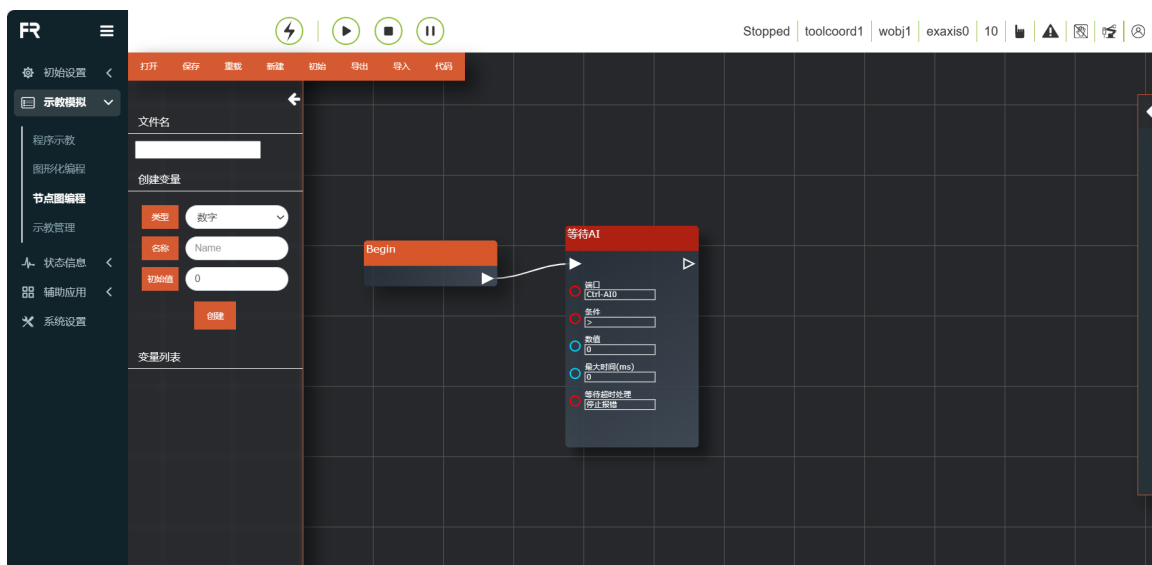 FR
Stopped toolcoord1 wobj1 exaxis0 10
初始设置
示教模拟
程序示教
图形化编程
节点图编程
示教管理
状态信息
辅助应用
系统设置
打开 保存 重载 新建 初始 导出 导入 代码
文件名
创建变量
类型 数字
名称 Name
初始值 0
创建
变量列表
Begin
等待AI
端口
Ctrl-AI0
条件
>
数值
0
最大时间(ms)
0
等待超时处理
停止报错